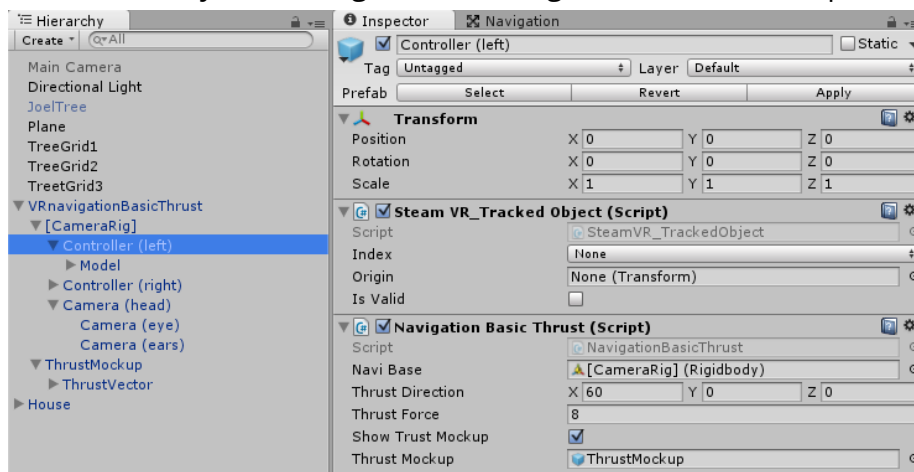 Hierarchy
Create
All
Main Camera
Directional Light
JoelTree
Plane
TreeGrid1
TreeGrid2
TreetGrid3
VRnavigationBasicThrust
[CameraRig]
Controller (left)
Model
Controller (right)
Camera (head)
Camera (eye)
Camera (ears)
ThrustMockup
ThrustVector
House
Inspector Navigation
Controller (left) Static
Tag Untagged Layer Default
Prefab Select Revert Apply
Transform
Position X 0 Y 0 Z 0
Rotation X 0 Y 0 Z 0
Scale X 1 Y 1 Z 1
Steam VR_Tracked Object (Script)
Script SteamVR_TrackedObject
Index None
Origin None (Transform)
Is Valid
Navigation Basic Thrust (Script)
Script NavigationBasicThrust
Navi Base [CameraRig] (Rigidbody)
Thrust Direction X 60 Y 0 Z 0
Thrust Force 8
Show Trust Mockup
Thrust Mockup ThrustMockup